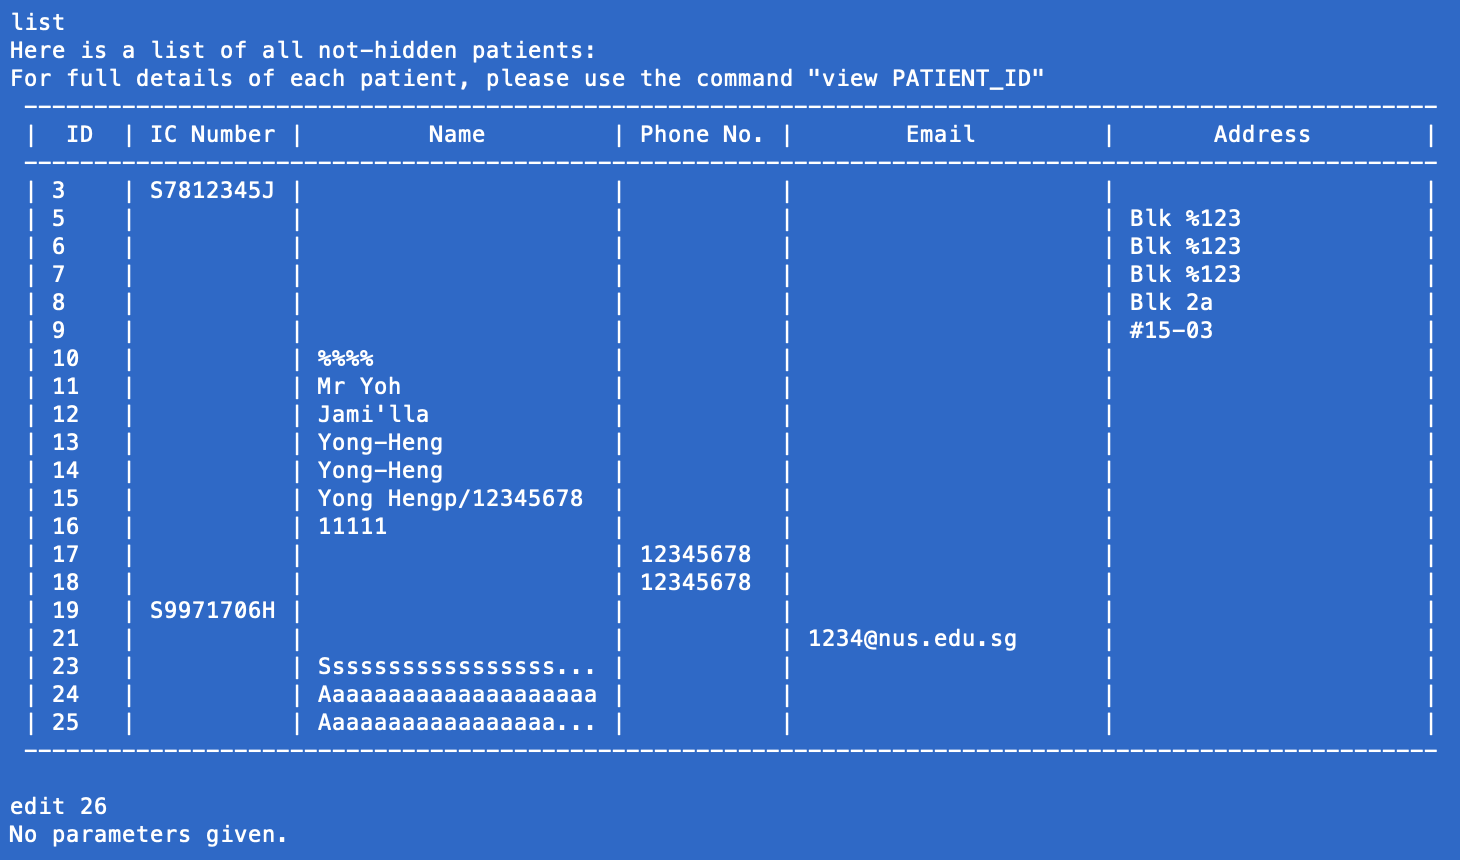 list
Here is a list of all not-hidden patients:
For full details of each patient, please use the command "view PATIENT_ID"
| ID | IC Number | Name | Phone No. | Email | Address |
| 3 | S7812345J | | | | |
| 5 | | | | | Blk %123 |
| 6 | | | | | Blk %123 |
| 7 | | | | | Blk %123 |
| 8 | | | | | Blk 2a |
| 9 | | | | | #15-03 |
| 10 | | %%%% | | | |
| 11 | | Mr Yoh | | | |
| 12 | | Jami'lla | | | |
| 13 | | Yong-Heng | | | |
| 14 | | Yong-Heng | | | |
| 15 | | Yong Hengp/12345678 | | | |
| 16 | | 11111 | | | |
| 17 | | | 12345678 | | |
| 18 | | | 12345678 | | |
| 19 | S9971706H | | | | |
| 21 | | | | 1234@nus.edu.sg | |
| 23 | | Sssssssssssssssss... | | | |
| 24 | | Aaaaaaaaaaaaaaaaaaaa | | | |
| 25 | | Aaaaaaaaaaaaaaaaa... | | | |
edit 26
No parameters given.